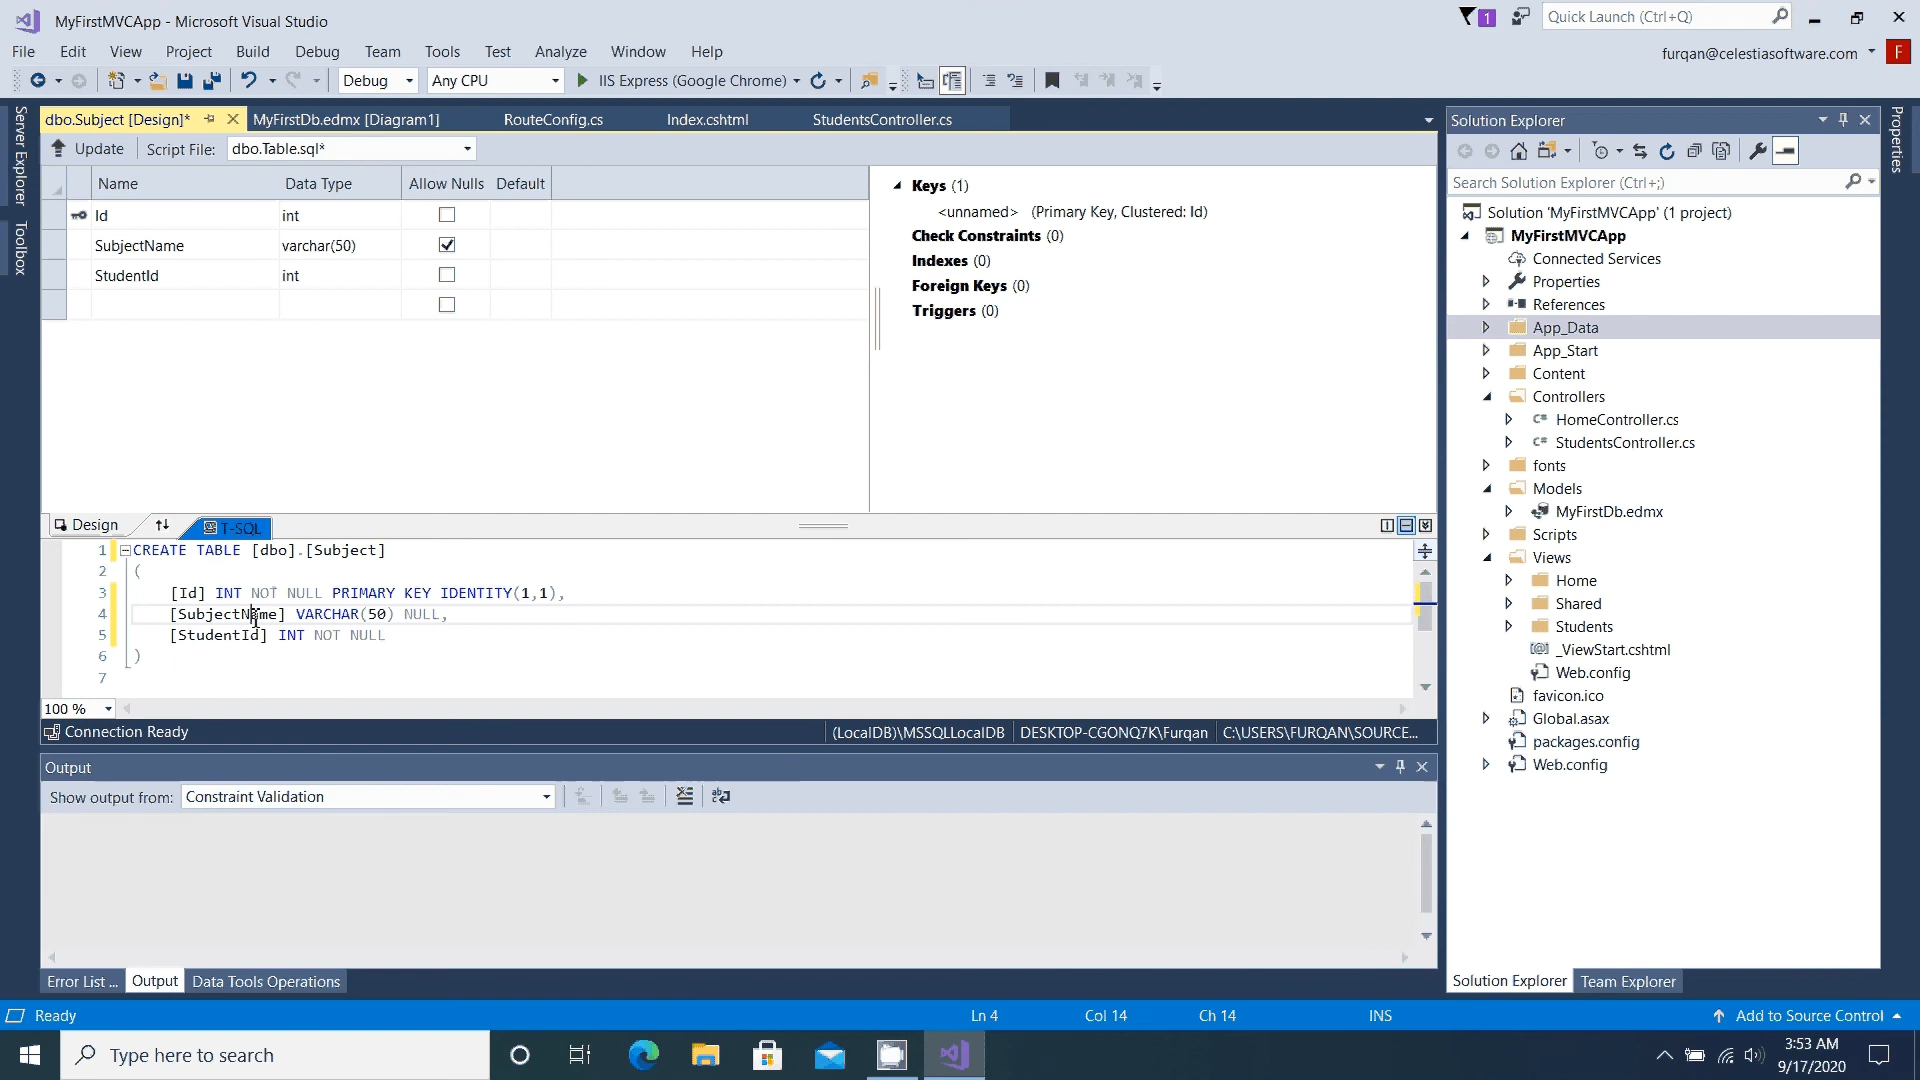 MyFirstMVCApp - Microsoft Visual Studio
1
Quick Launch (Ctrl+Q)
File Edit View Project Build Debug Team Tools Test Analyze Window Help
furqan@celestiasoftware.com F
Debug Any CPU IIS Express (Google Chrome)
Server Explorer
Toolbox
dbo.Subject [Design]* MyFirstDb.edmx [Diagram1] RouteConfig.cs Index.cshtml StudentsController.cs
Update Script File: dbo.Table.sql*
Name Data Type Allow Nulls Default
Id int
SubjectName varchar(50)
StudentId int
Keys (1)
<unnamed> (Primary Key, Clustered: Id)
Check Constraints (0)
Indexes (0)
Foreign Keys (0)
Triggers (0)
Design T-SQL
1 CREATE TABLE [dbo].[Subject]
2 (
3 [Id] INT NOT NULL PRIMARY KEY IDENTITY(1,1),
4 [SubjectName] VARCHAR(50) NULL,
5 [StudentId] INT NOT NULL
6 )
7
100 %
Connection Ready (LocalDB)\MSSQLLocalDB DESKTOP-CGONQ7K\Furqan C:\USERS\FURQAN\SOURCE...
Output
Show output from: Constraint Validation
Error List ... Output Data Tools Operations
Solution Explorer
Search Solution Explorer (Ctrl+;)
Solution 'MyFirstMVCApp' (1 project)
MyFirstMVCApp
Connected Services
Properties
References
App_Data
App_Start
Content
Controllers
C# HomeController.cs
C# StudentsController.cs
fonts
Models
MyFirstDb.edmx
Scripts
Views
Home
Shared
Students
_ViewStart.cshtml
Web.config
favicon.ico
Global.asax
packages.config
Web.config
Solution Explorer Team Explorer
Properties
Ready Ln 4 Col 14 Ch 14 INS Add to Source Control
Type here to search
3:53 AM
9/17/2020